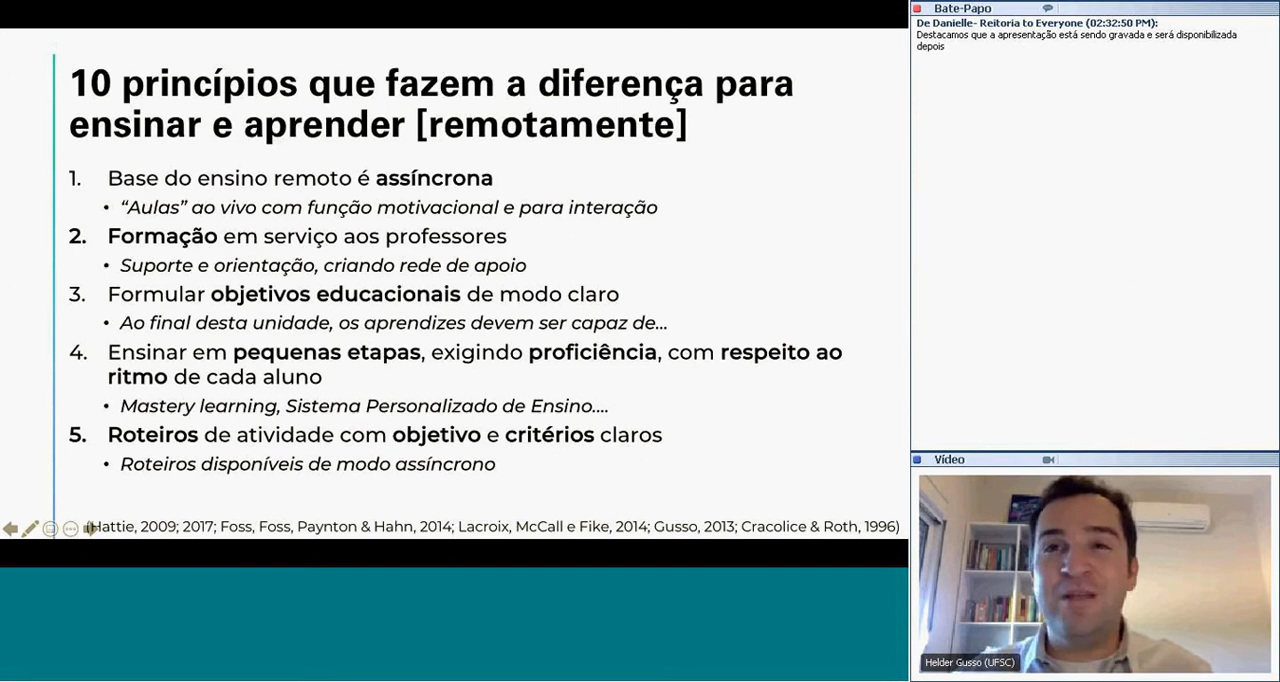 10 princípios que fazem a diferença para
ensinar e aprender [remotamente]
1. Base do ensino remoto é assíncrona
• “Aulas” ao vivo com função motivacional e para interação
2. Formação em serviço aos professores
• Suporte e orientação, criando rede de apoio
3. Formular objetivos educacionais de modo claro
• Ao final desta unidade, os aprendizes devem ser capaz de...
4. Ensinar em pequenas etapas, exigindo proficiência, com respeito ao
ritmo de cada aluno
• Mastery learning, Sistema Personalizado de Ensino....
5. Roteiros de atividade com objetivo e critérios claros
• Roteiros disponíveis de modo assíncrono
(Hattie, 2009; 2017; Foss, Foss, Paynton & Hahn, 2014; Lacroix, McCall e Fike, 2014; Gusso, 2013; Cracolice & Roth, 1996)
Bate-Papo
De Danielle- Reitoria to Everyone (02:32:50 PM):
Destacamos que a apresentação está sendo gravada e será disponibilizada
depois
Vídeo
Helder Gusso (UFSC)